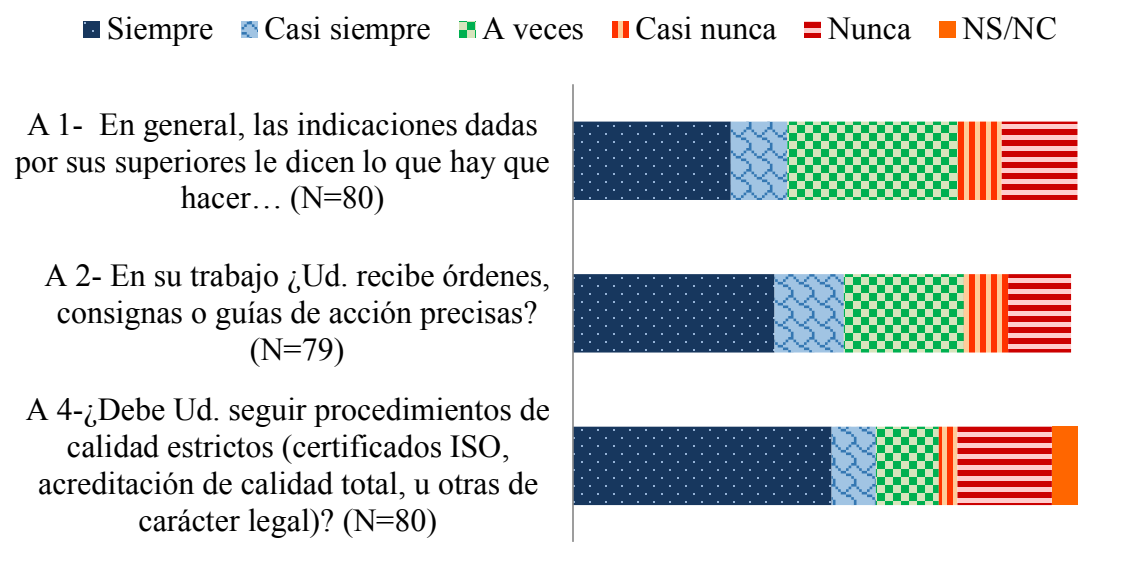 Siempre Casi siempre A veces Casi nunca Nunca NS/NC
A 1- En general, las indicaciones dadas
por sus superiores le dicen lo que hay que
hacer… (N=80)
A 2- En su trabajo ¿Ud. recibe órdenes,
consignas o guías de acción precisas?
(N=79)
A 4-¿Debe Ud. seguir procedimientos de
calidad estrictos (certificados ISO,
acreditación de calidad total, u otras de
carácter legal)? (N=80)